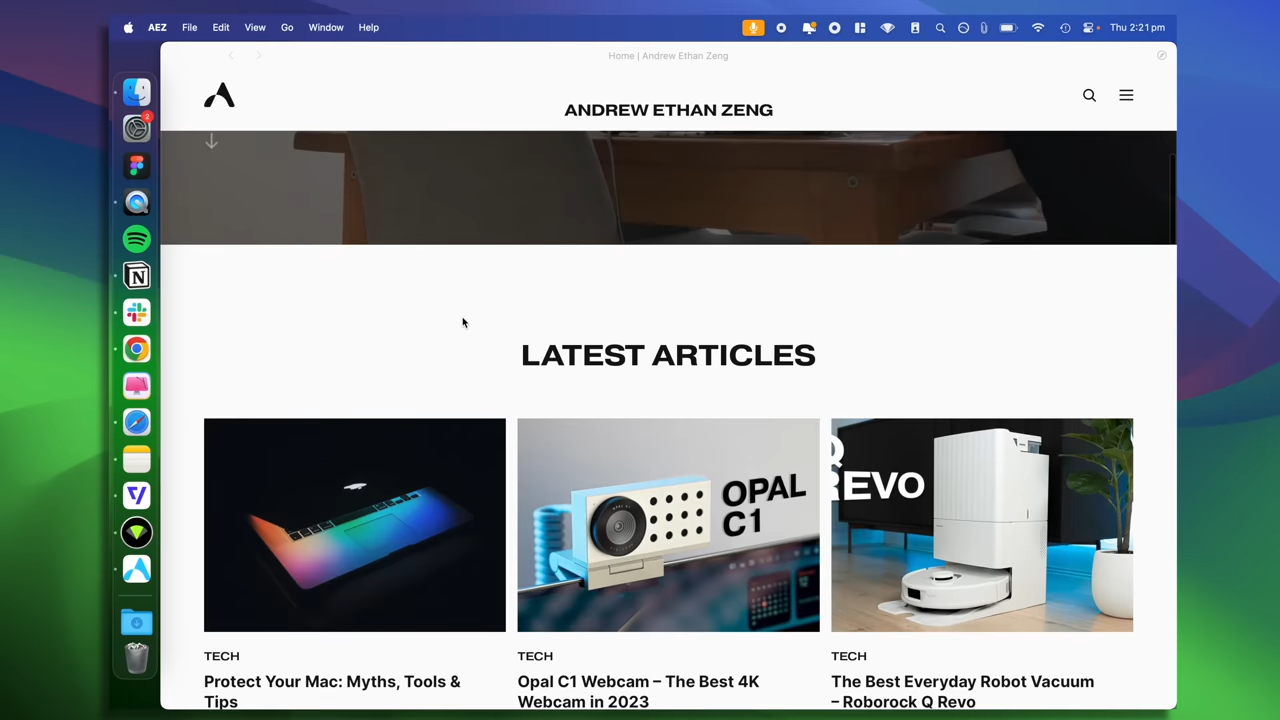 AEZ File Edit View Go Window Help Thu 2:21 pm
Home | Andrew Ethan Zeng
ANDREW ETHAN ZENG
2
LATEST ARTICLES
Q
REVO
OPAL
C1
TECH
Protect Your Mac: Myths, Tools &
Tips
TECH
Opal C1 Webcam – The Best 4K
Webcam in 2023
TECH
The Best Everyday Robot Vacuum
– Roborock Q Revo